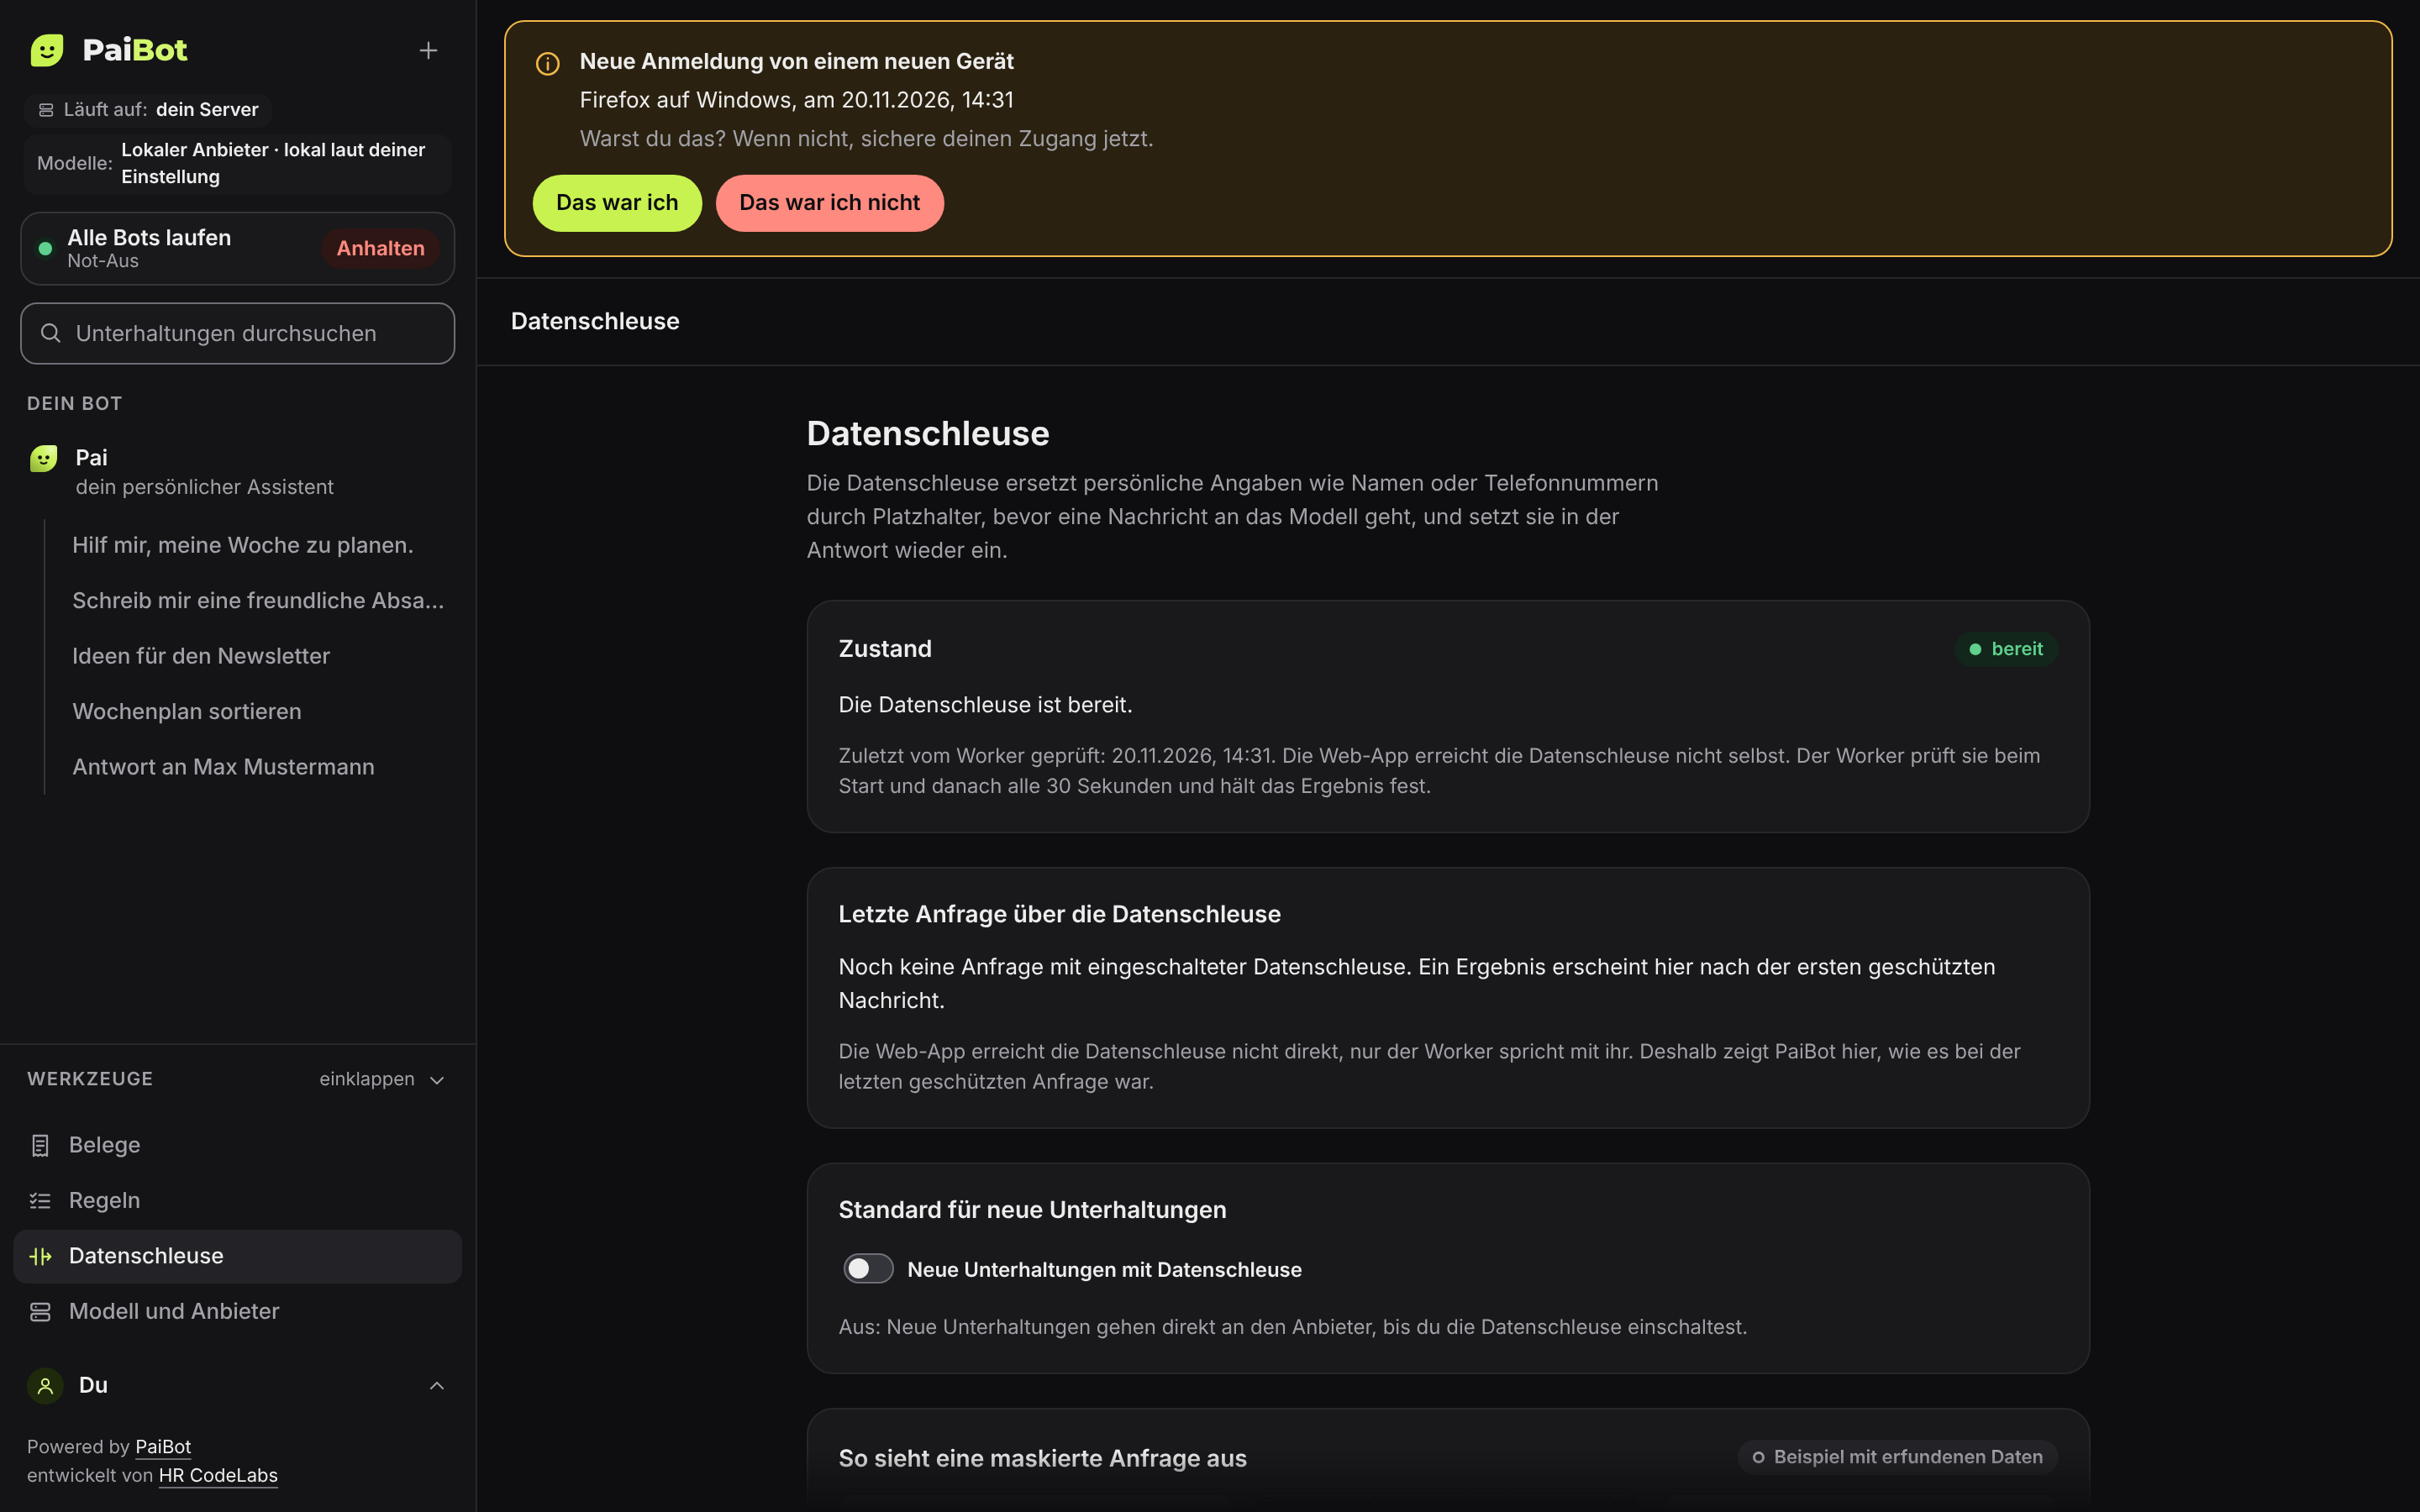 PaiBot
Läuft auf: dein Server
Modelle: Lokaler Anbieter · lokal laut deiner
Einstellung
Alle Bots laufen
Not-Aus
Anhalten
Unterhaltungen durchsuchen
DEIN BOT
Pai
dein persönlicher Assistent
Hilf mir, meine Woche zu planen.
Schreib mir eine freundliche Absa...
Ideen für den Newsletter
Wochenplan sortieren
Antwort an Max Mustermann
WERKZEUGE
einklappen
Belege
Regeln
Datenschleuse
Modell und Anbieter
Du
Powered by PaiBot
entwickelt von HR CodeLabs
Neue Anmeldung von einem neuen Gerät
Firefox auf Windows, am 20.11.2026, 14:31
Warst du das? Wenn nicht, sichere deinen Zugang jetzt.
Das war ich
Das war ich nicht
Datenschleuse
Datenschleuse
Die Datenschleuse ersetzt persönliche Angaben wie Namen oder Telefonnummern
durch Platzhalter, bevor eine Nachricht an das Modell geht, und setzt sie in der
Antwort wieder ein.
Zustand
bereit
Die Datenschleuse ist bereit.
Zuletzt vom Worker geprüft: 20.11.2026, 14:31. Die Web-App erreicht die Datenschleuse nicht selbst. Der Worker prüft sie beim
Start und danach alle 30 Sekunden und hält das Ergebnis fest.
Letzte Anfrage über die Datenschleuse
Noch keine Anfrage mit eingeschalteter Datenschleuse. Ein Ergebnis erscheint hier nach der ersten geschützten
Nachricht.
Die Web-App erreicht die Datenschleuse nicht direkt, nur der Worker spricht mit ihr. Deshalb zeigt PaiBot hier, wie es bei der
letzten geschützten Anfrage war.
Standard für neue Unterhaltungen
Neue Unterhaltungen mit Datenschleuse
Aus: Neue Unterhaltungen gehen direkt an den Anbieter, bis du die Datenschleuse einschaltest.
So sieht eine maskierte Anfrage aus
Beispiel mit erfundenen Daten